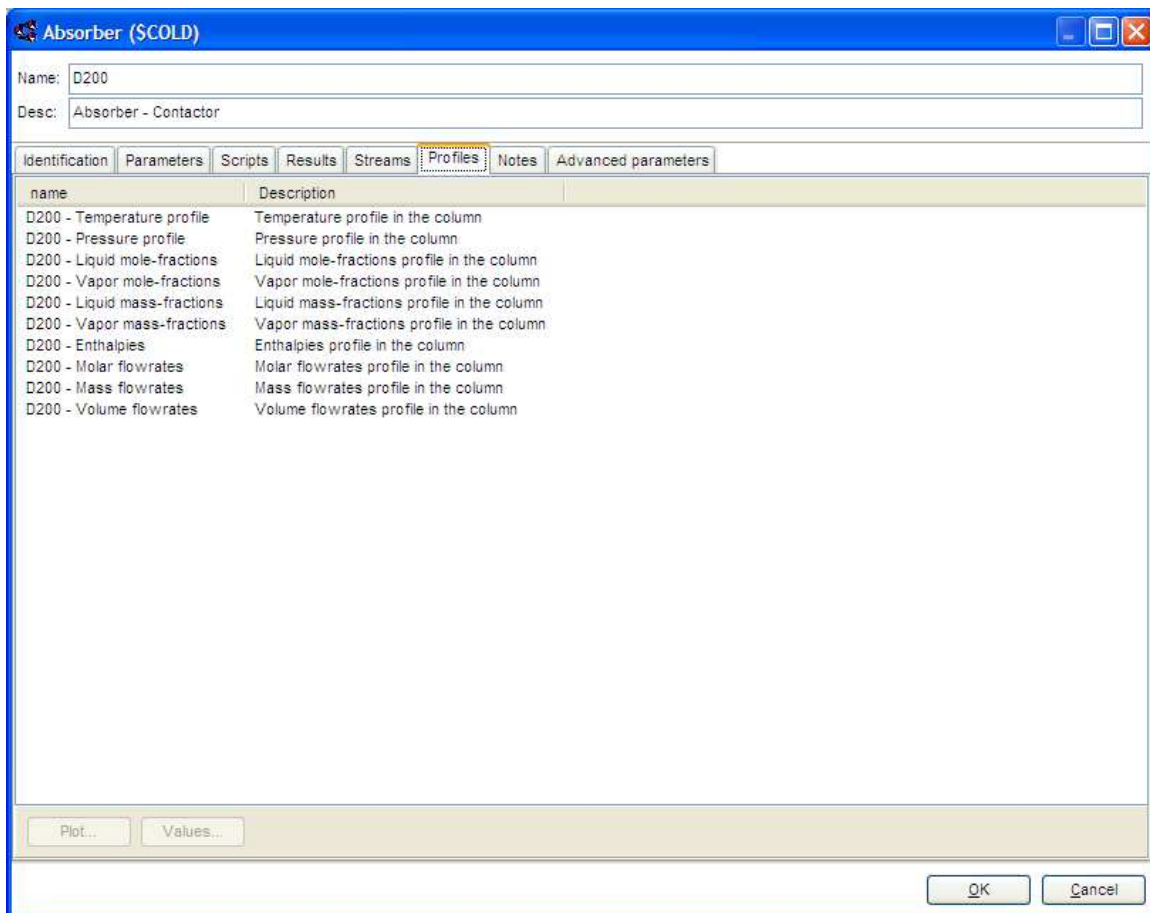 Absorber ($COLD)
Name: D200
Desc: Absorber - Contactor
Identification Parameters Scripts Results Streams Profiles Notes Advanced parameters
name Description
D200 - Temperature profile Temperature profile in the column
D200 - Pressure profile Pressure profile in the column
D200 - Liquid mole-fractions Liquid mole-fractions profile in the column
D200 - Vapor mole-fractions Vapor mole-fractions profile in the column
D200 - Liquid mass-fractions Liquid mass-fractions profile in the column
D200 - Vapor mass-fractions Vapor mass-fractions profile in the column
D200 - Enthalpies Enthalpies profile in the column
D200 - Molar flowrates Molar flowrates profile in the column
D200 - Mass flowrates Mass flowrates profile in the column
D200 - Volume flowrates Volume flowrates profile in the column
Plot... Values...
OK Cancel